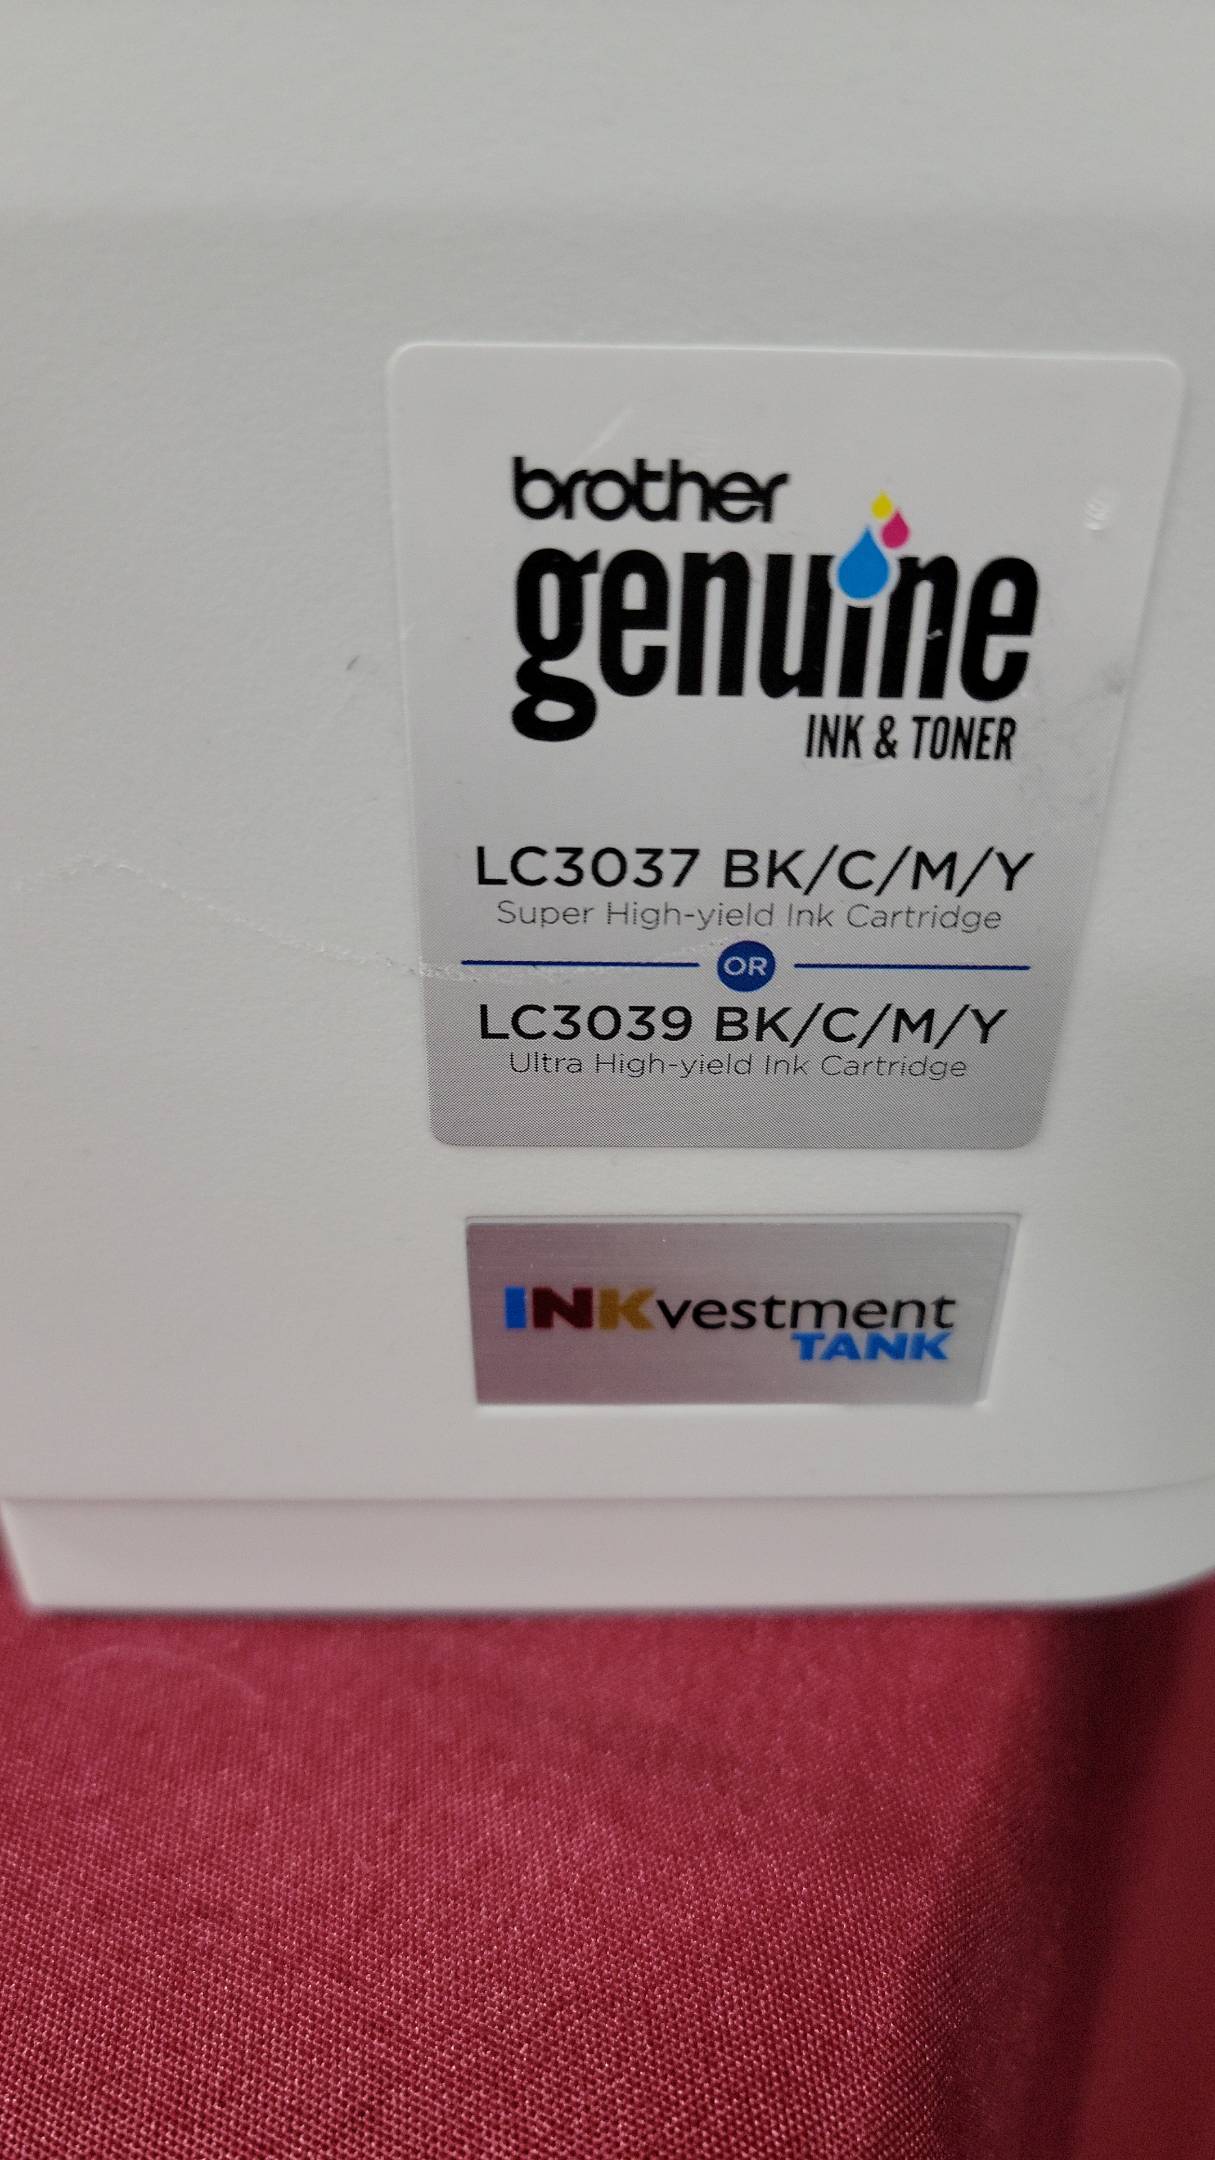 brother
genuine
INK & TONER
LC3037 BK/C/M/Y
Super High-yield Ink Cartridge
OR
LC3039 BK/C/M/Y
Ultra High-yield Ink Cartridge
INKvestment
TANK